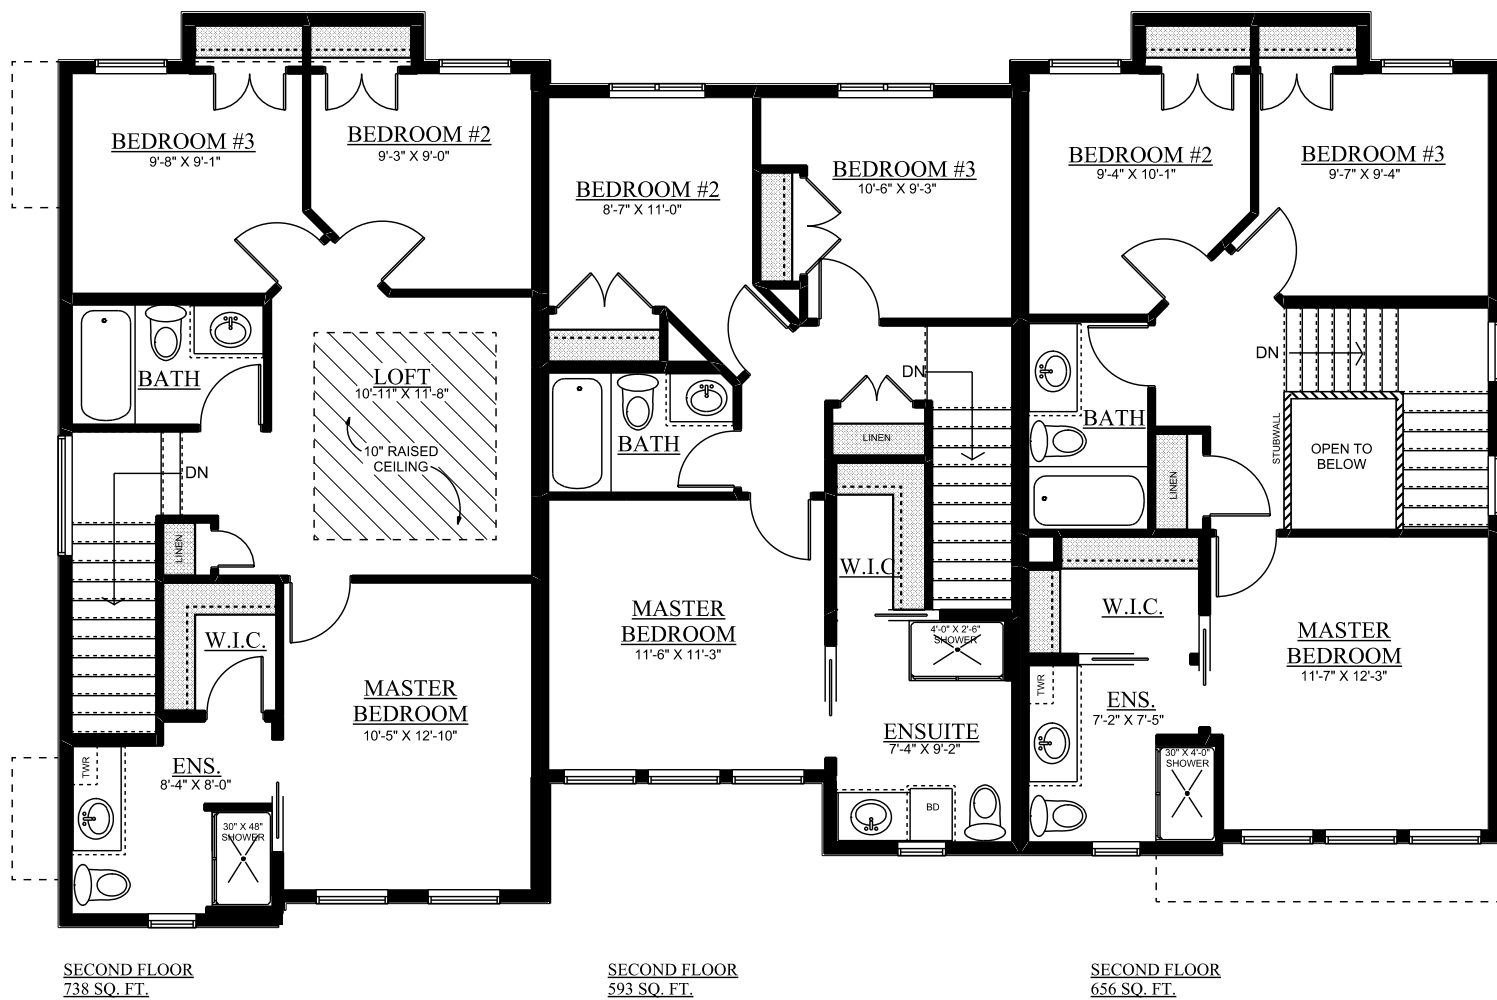 BEDROOM #3
9'-8" X 9'-1"
BEDROOM #2
9'-3" X 9'-0"
BATH
LOFT
10'-11" X 11'-8"
10" RAISED
CEILING
DN
LINEN
W.I.C.
MASTER
BEDROOM
10'-5" X 12'-10"
TWR
ENS.
8'-4" X 8'-0"
30" X 48"
SHOWER
SECOND FLOOR
738 SQ. FT.
BEDROOM #2
8'-7" X 11'-0"
BEDROOM #3
10'-6" X 9'-3"
DN
BATH
LINEN
W.I.C.
MASTER
BEDROOM
11'-6" X 11'-3"
4'-0" X 2'-6"
SHOWER
ENSUITE
7'-4" X 9'-2"
BD
SECOND FLOOR
593 SQ. FT.
BEDROOM #2
9'-4" X 10'-1"
BEDROOM #3
9'-7" X 9'-4"
DN
BATH
STUBWALL
OPEN TO
BELOW
LINEN
W.I.C.
MASTER
BEDROOM
11'-7" X 12'-3"
TWR
ENS.
7'-2" X 7'-5"
30" X 4'-0"
SHOWER
SECOND FLOOR
656 SQ. FT.